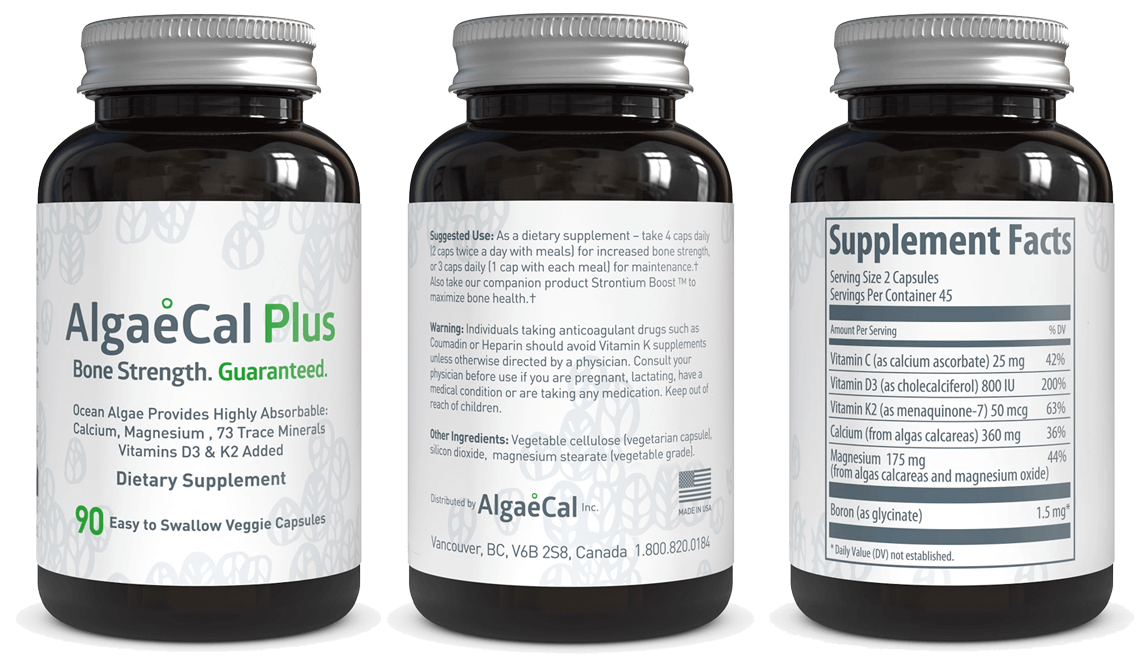 AlgaeCal Plus
Bone Strength. Guaranteed.
Ocean Algae Provides Highly Absorbable:
Calcium, Magnesium , 73 Trace Minerals
Vitamins D3 & K2 Added
Dietary Supplement
90 Easy to Swallow Veggie Capsules
Suggested Use: As a dietary supplement – take 4 caps daily
(2 caps twice a day with meals) for increased bone strength,
or 3 caps daily (1 cap with each meal) for maintenance.†
Also take our companion product Strontium Boost ™ to
maximize bone health.†
Warning: Individuals taking anticoagulant drugs such as
Coumadin or Heparin should avoid Vitamin K supplements
unless otherwise directed by a physician. Consult your
physician before use if you are pregnant, lactating, have a
medical condition or are taking any medication. Keep out of
reach of children.
Other Ingredients: Vegetable cellulose (vegetarian capsule),
silicon dioxide, magnesium stearate (vegetable grade).
Distributed by AlgaeCal Inc.
MADE IN USA
Vancouver, BC, V6B 2S8, Canada 1.800.820.0184
Supplement Facts
Serving Size 2 Capsules
Servings Per Container 45
Amount Per Serving % DV
Vitamin C (as calcium ascorbate) 25 mg 42%
Vitamin D3 (as cholecalciferol) 800 IU 200%
Vitamin K2 (as menaquinone-7) 50 mcg 63%
Calcium (from algas calcareas) 360 mg 36%
Magnesium 175 mg 44%
(from algas calcareas and magnesium oxide)
Boron (as glycinate) 1.5 mg*
* Daily Value (DV) not established.